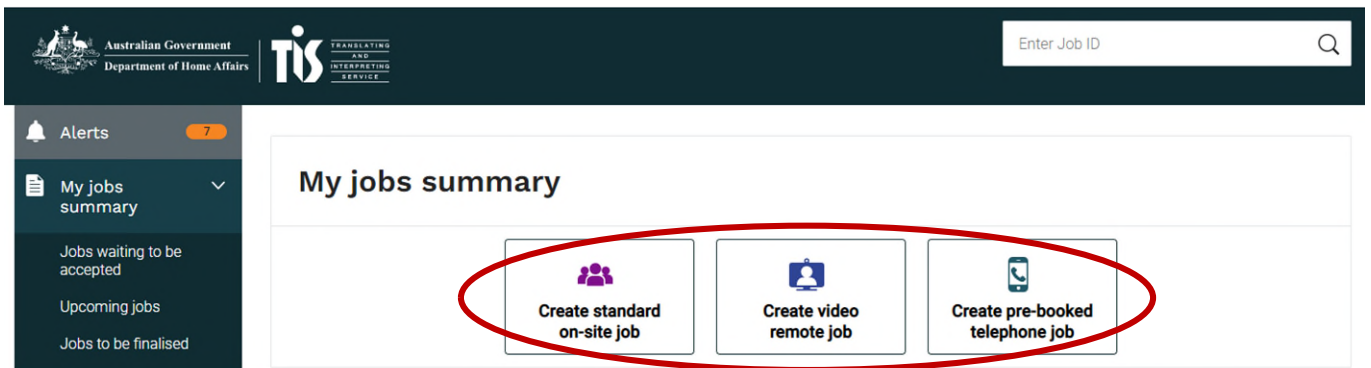 Australian Government
Department of Home Affairs
TIS
TRANSLATING
AND
INTERPRETING
SERVICE
Enter Job ID
Alerts 7
My jobs
summary
Jobs waiting to be
accepted
Upcoming jobs
Jobs to be finalised
My jobs summary
Create standard
on-site job
Create video
remote job
Create pre-booked
telephone job